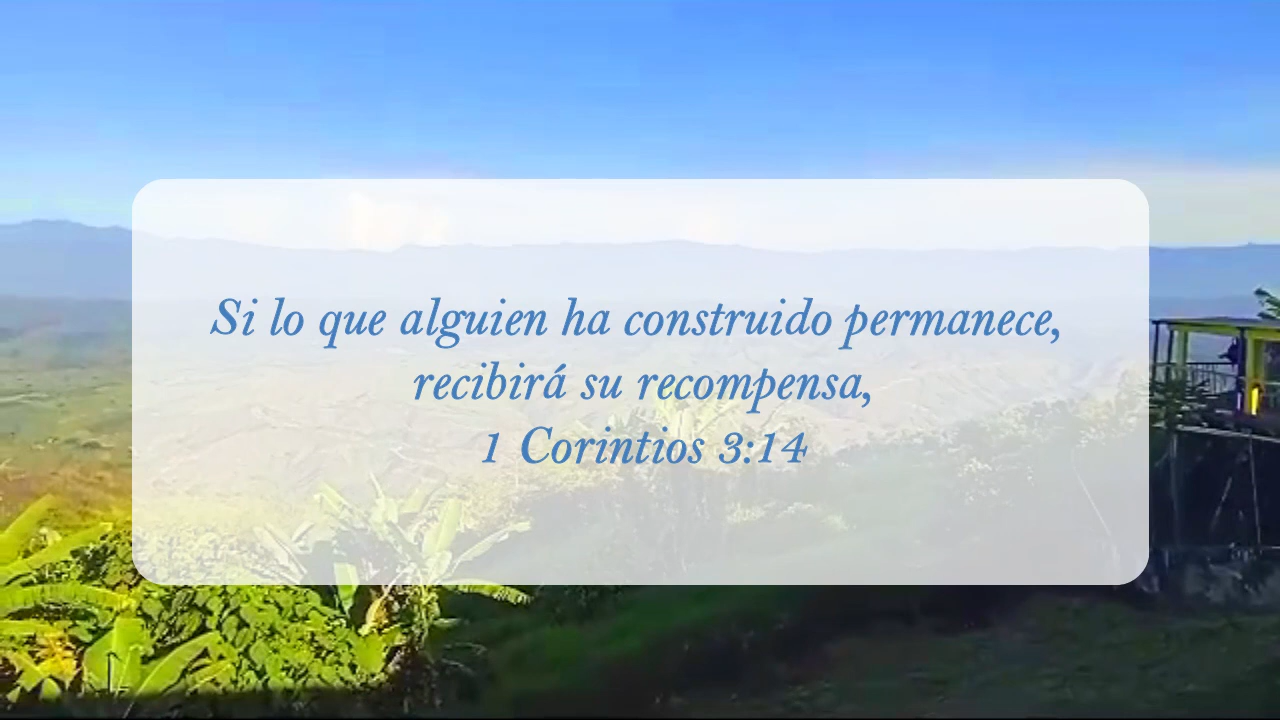 Si lo que alguien ha construido permanece,
recibirá su recompensa,
1 Corintios 3:14